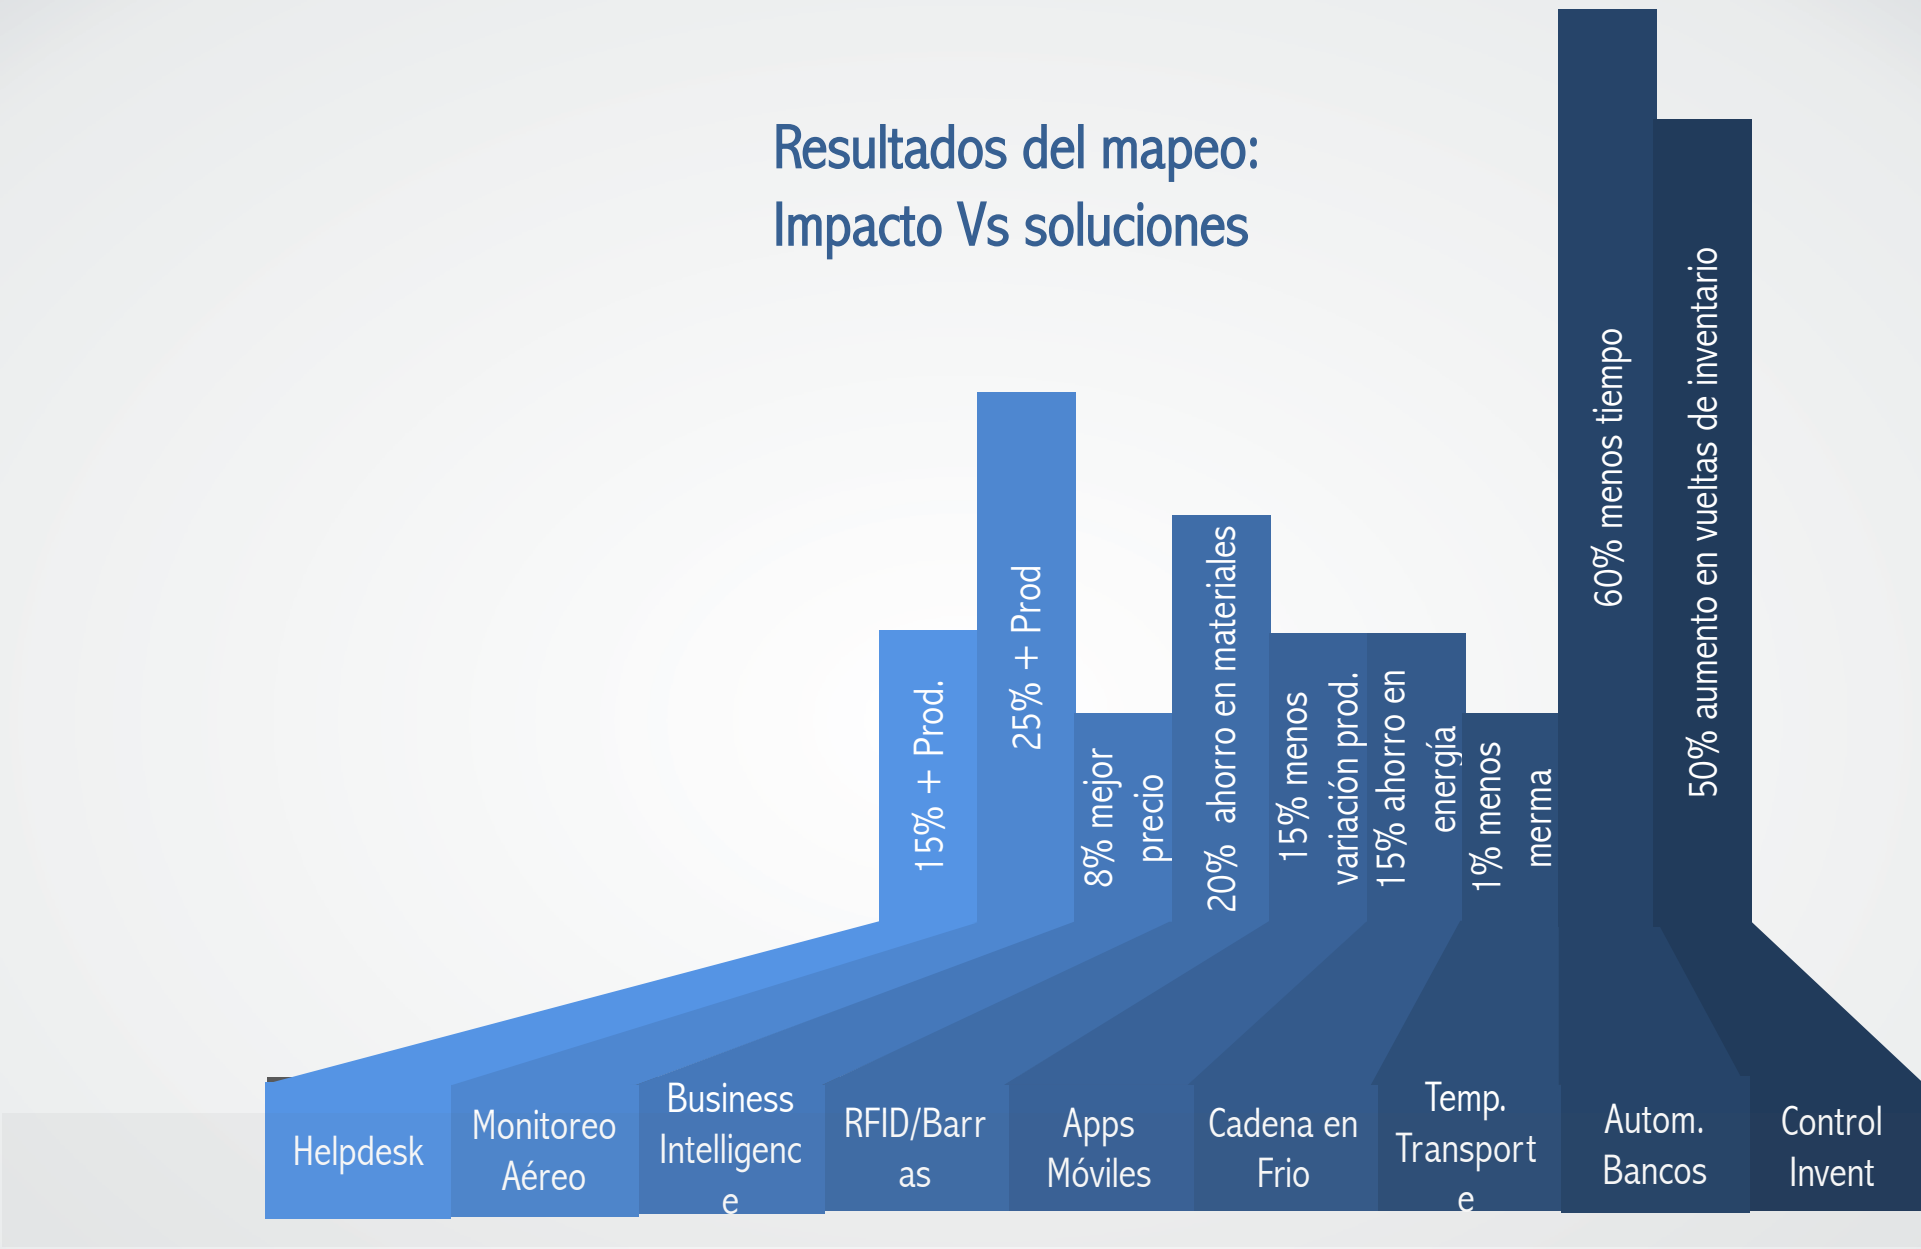 Resultados del mapeo:
Impacto Vs soluciones
15% + Prod.
25% + Prod
8% mejor
precio
20% ahorro en materiales
15% menos
variación prod.
15% ahorro en
energía
1% menos
merma
60% menos tiempo
50% aumento en vueltas de inventario
Helpdesk
Monitoreo
Aéreo
Business
Intelligenc
e
RFID/Barr
as
Apps
Móviles
Cadena en
Frio
Temp.
Transport
e
Autom.
Bancos
Control
Invent